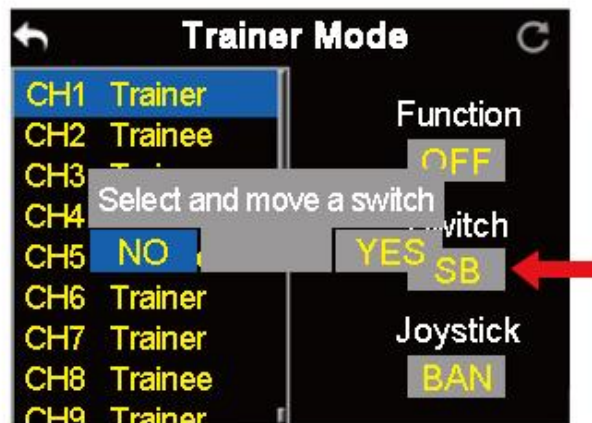 Trainer Mode
CH1 Trainer
CH2 Trainee
CH3
CH4
CH5
CH6 Trainer
CH7 Trainer
CH8 Trainee
CH9 Trainer
Select and move a switch
NO
YES
Function
OFF
SB
Joystick
BAN